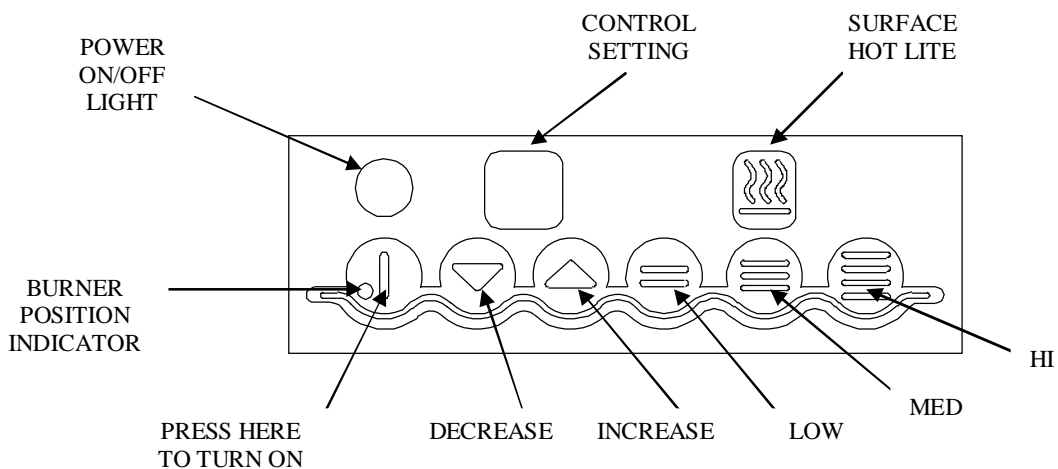 CONTROL
SETTING
SURFACE
HOT LITE
POWER
ON/OFF
LIGHT
BURNER
POSITION
INDICATOR
HI
MED
PRESS HERE
TO TURN ON
DECREASE
INCREASE
LOW